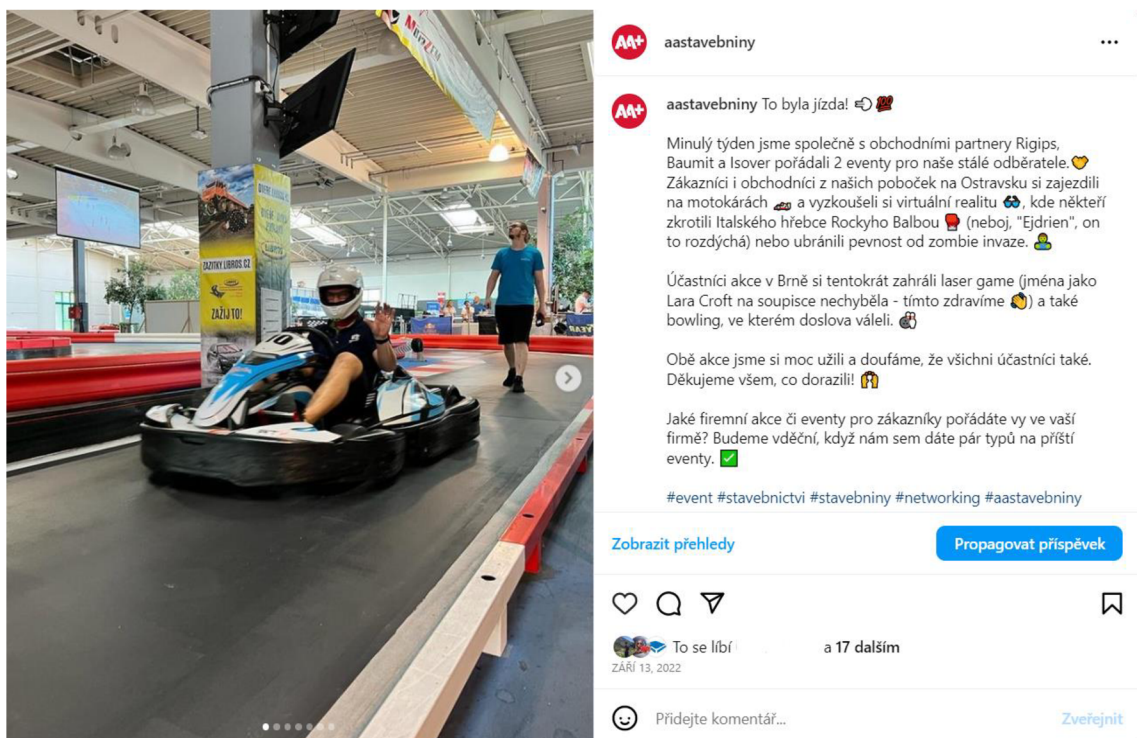 ZAZITKY.LIBROS.CZ
ZAŽIJ TO!
10
AA+
aastavebniny
AA+
aastavebniny To byla jízda! 💨 💯
Minulý týden jsme společně s obchodními partnery Rigips,
Baumit a Isover pořádali 2 eventy pro naše stálé odběratele.🤝
Zákazníci i obchodníci z našich poboček na Ostravsku si zajezdili
na motokárách 🏎️ a vyzkoušeli si virtuální realitu 🥽, kde někteří
zkrotili Italského hřebce Rockyho Balbou 🥊 (neboj, "Ejdrien", on
to rozdýchá) nebo ubránili pevnost od zombie invaze. 🧟
Účastníci akce v Brně si tentokrát zahráli laser game (jména jako
Lara Croft na soupisce nechyběla - tímto zdravíme 👏) a také
bowling, ve kterém doslova váleli. 🎳
Obě akce jsme si moc užili a doufáme, že všichni účastníci také.
Děkujeme všem, co dorazili! 🙌
Jaké firemní akce či eventy pro zákazníky pořádáte vy ve vaší
firmě? Budeme vděční, když nám sem dáte pár typů na příští
eventy. ✅
#event #stavebnictvi #stavebniny #networking #aastavebniny
Zobrazit přehledy
Propagovat příspěvek
To se líbí a 17 dalším
ZÁŘÍ 13, 2022
Přidejte komentář...
Zveřejnit